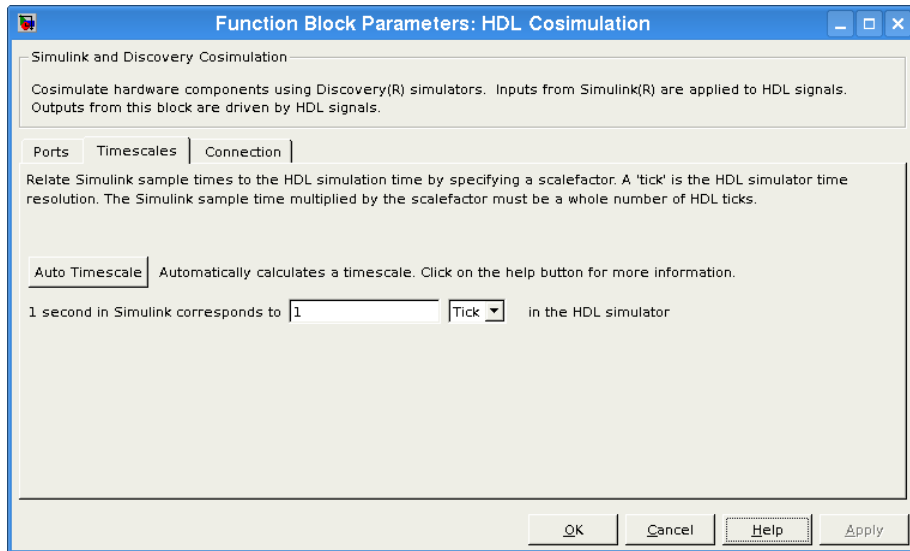 Function Block Parameters: HDL Cosimulation
Simulink and Discovery Cosimulation
Cosimulate hardware components using Discovery(R) simulators. Inputs from Simulink(R) are applied to HDL signals.
Outputs from this block are driven by HDL signals.
Ports Timescales Connection
Relate Simulink sample times to the HDL simulation time by specifying a scalefactor. A 'tick' is the HDL simulator time
resolution. The Simulink sample time multiplied by the scalefactor must be a whole number of HDL ticks.
Auto Timescale Automatically calculates a timescale. Click on the help button for more information.
1 second in Simulink corresponds to 1 Tick in the HDL simulator
OK Cancel Help Apply